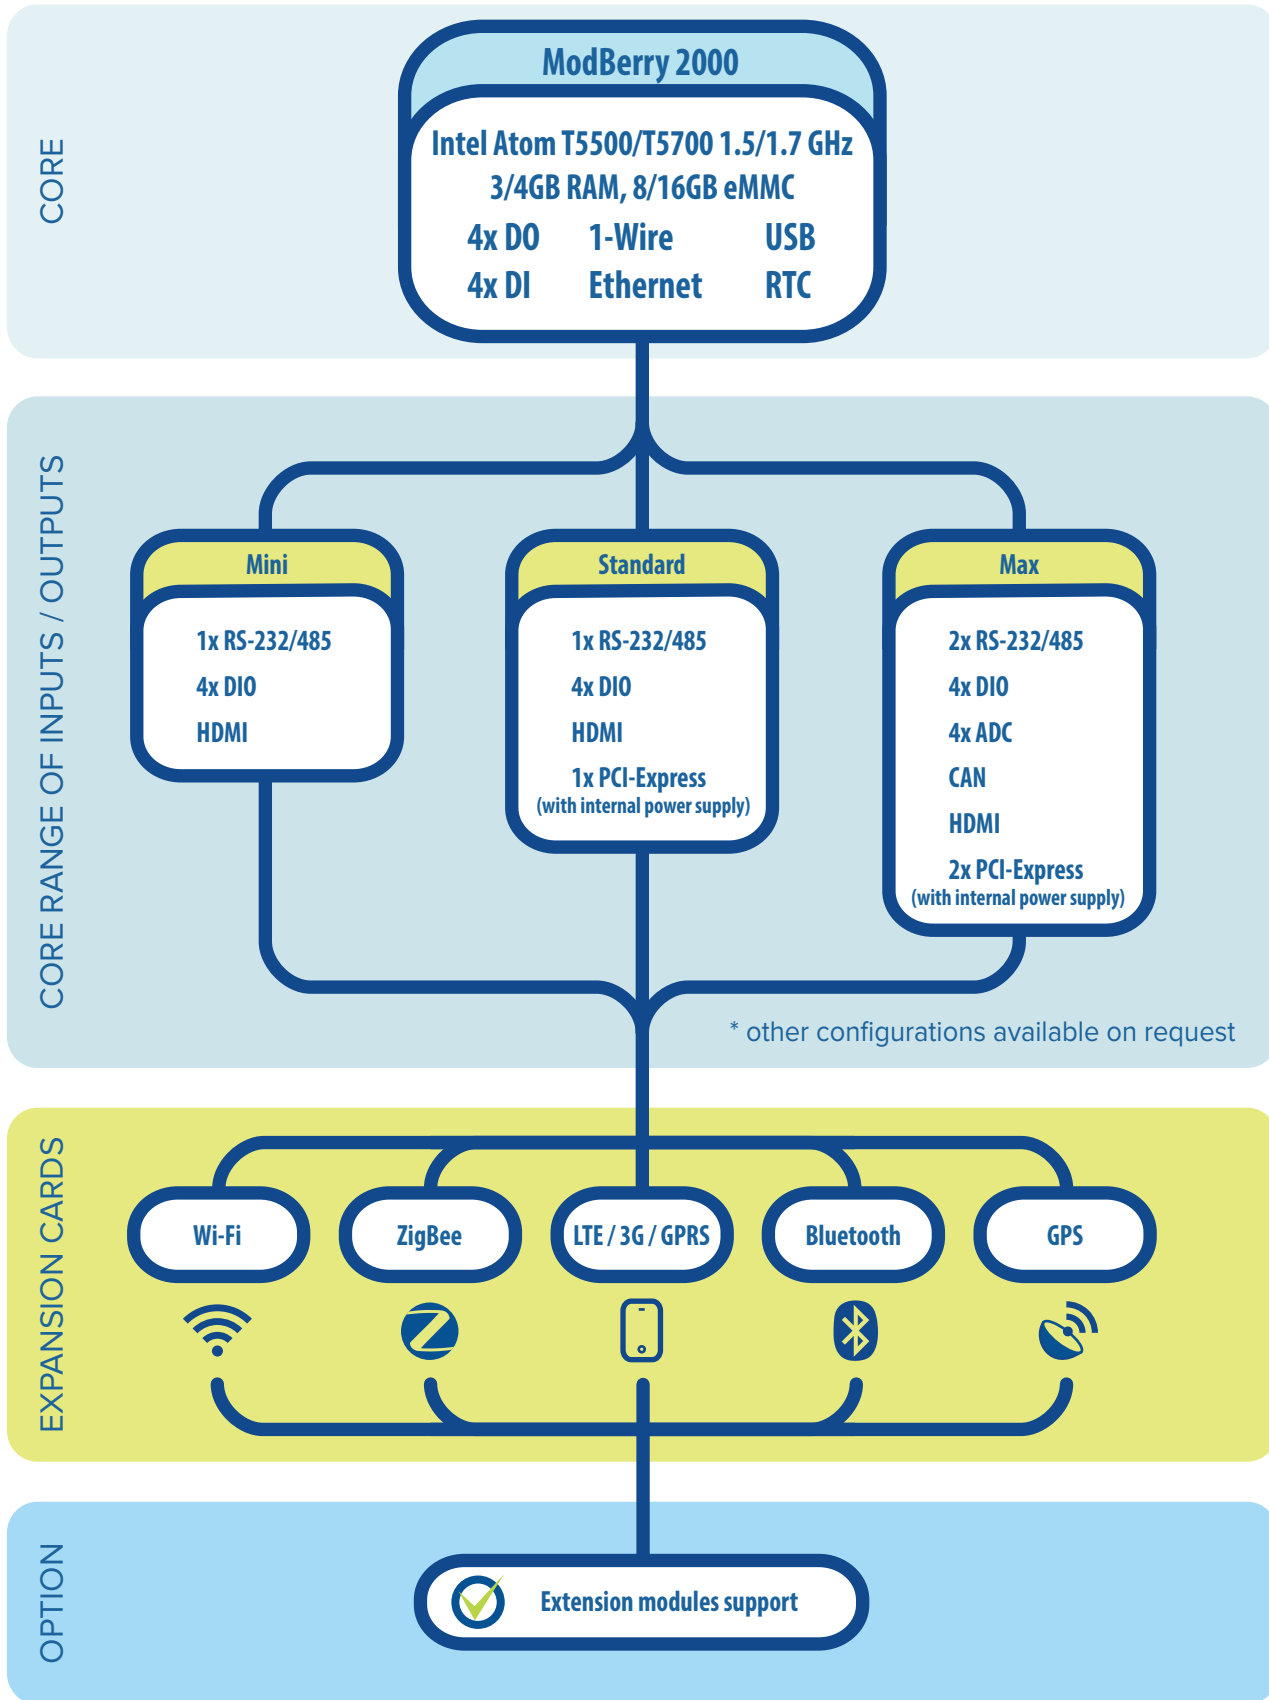 CORE
ModBerry 2000
Intel Atom T5500/T5700 1.5/1.7 GHz
3/4GB RAM, 8/16GB eMMC
4x DO 1-Wire USB
4x DI Ethernet RTC
CORE RANGE OF INPUTS / OUTPUTS
Mini
1x RS-232/485
4x DIO
HDMI
Standard
1x RS-232/485
4x DIO
HDMI
1x PCI-Express
(with internal power supply)
Max
2x RS-232/485
4x DIO
4x ADC
CAN
HDMI
2x PCI-Express
(with internal power supply)
* other configurations available on request
EXPANSION CARDS
Wi-Fi
ZigBee
LTE / 3G / GPRS
Bluetooth
GPS
OPTION
Extension modules support